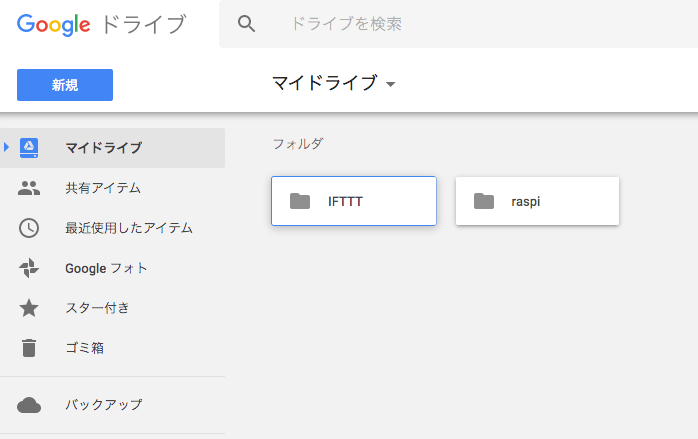 Google ドライブ
ドライブを検索
新規
マイドライブ
マイドライブ
共有アイテム
最近使用したアイテム
Google フォト
スター付き
ゴミ箱
バックアップ
フォルダ
IFTTT
raspi